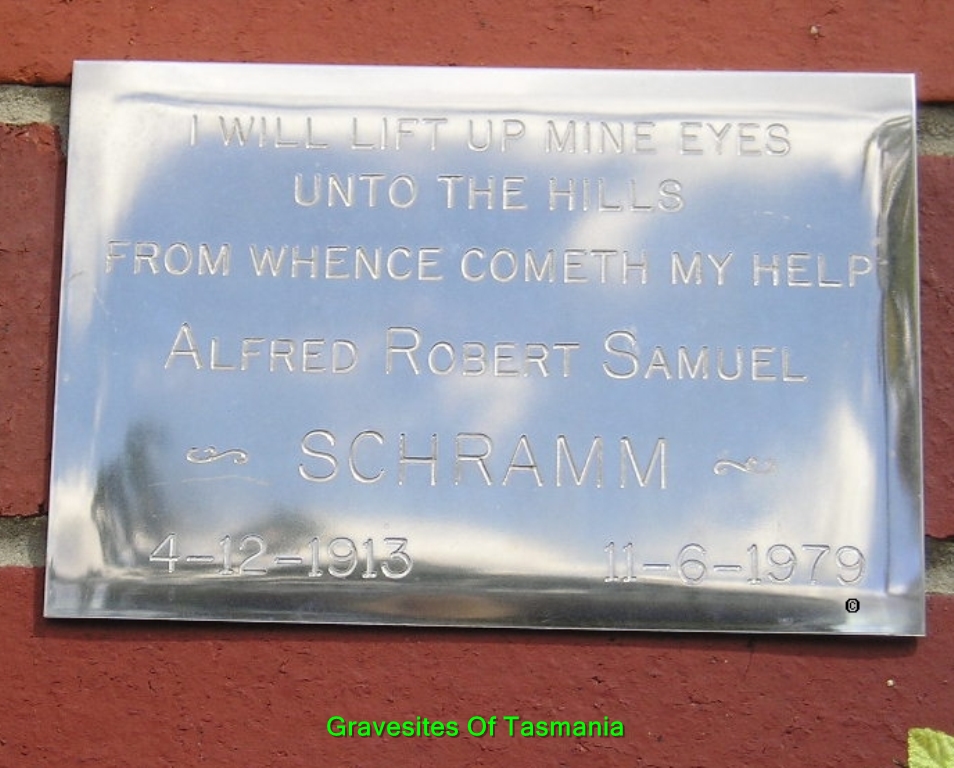 I WILL LIFT UP MINE EYES
UNTO THE HILLS
FROM WHENCE COMETH MY HELP
ALFRED ROBERT SAMUEL
SCHRAMM
4-12-1913 11-6-1979
©
Gravesites Of Tasmania